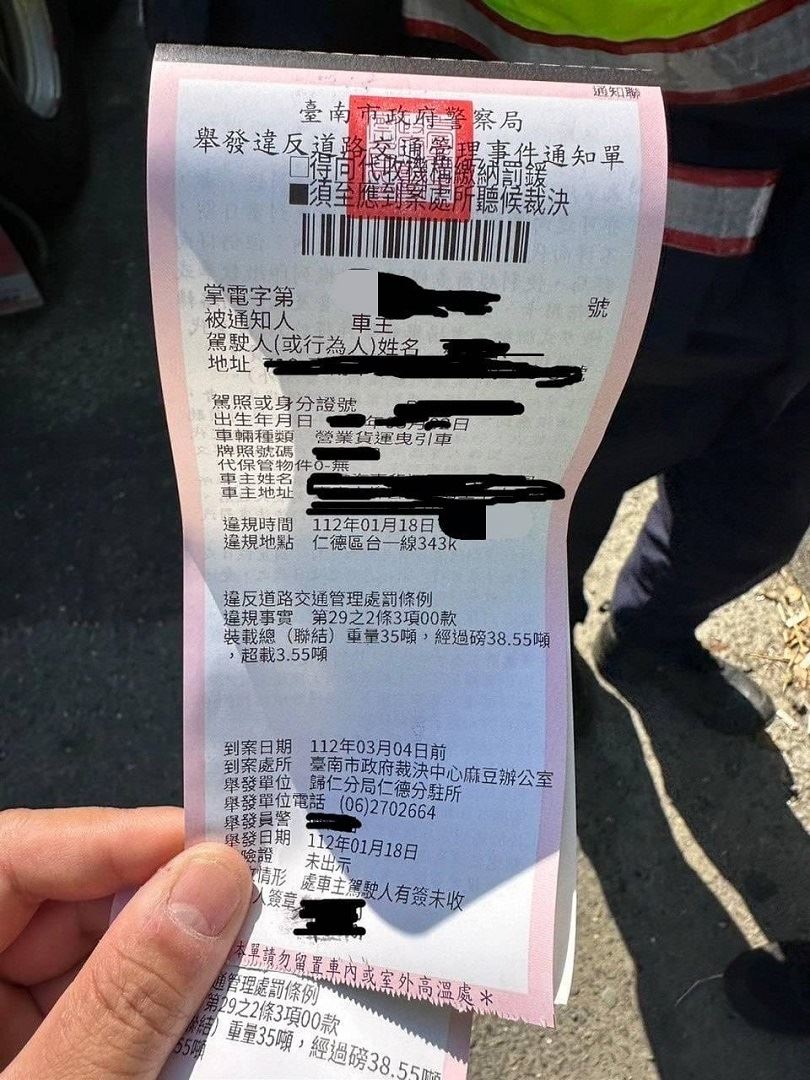 通知聯
臺南市政府警察局
舉發違反道路交通管理事件通知單
□得向代收機構繳納罰鍰
■須至應到案處所聽候裁決
掌電字第 號
被通知人 車主
駕駛人(或行為人)姓名
地址
駕照或身分證號
出生年月日 年 日
車輛種類 營業貨運曳引車
牌照號碼
代保管物件0-無
車主姓名
車主地址
違規時間 112年01月18日
違規地點 仁德區台一線343k
違反道路交通管理處罰條例
違規事實 第29之2條3項00款
裝載總（聯結）重量35噸，經過磅38.55噸
，超載3.55噸
到案日期 112年03月04日前
到案處所 臺南市政府裁決中心麻豆辦公室
舉發單位 歸仁分局仁德分駐所
舉發單位電話 (06)2702664
舉發員警
舉發日期 112年01月18日
驗證 未出示
情形 處車主駕駛人有簽未收
人簽章
本單請勿留置車內或室外高溫處＊
通管理處罰條例
第29之2條3項00款
結）重量35噸，經過磅38.55噸
55噸